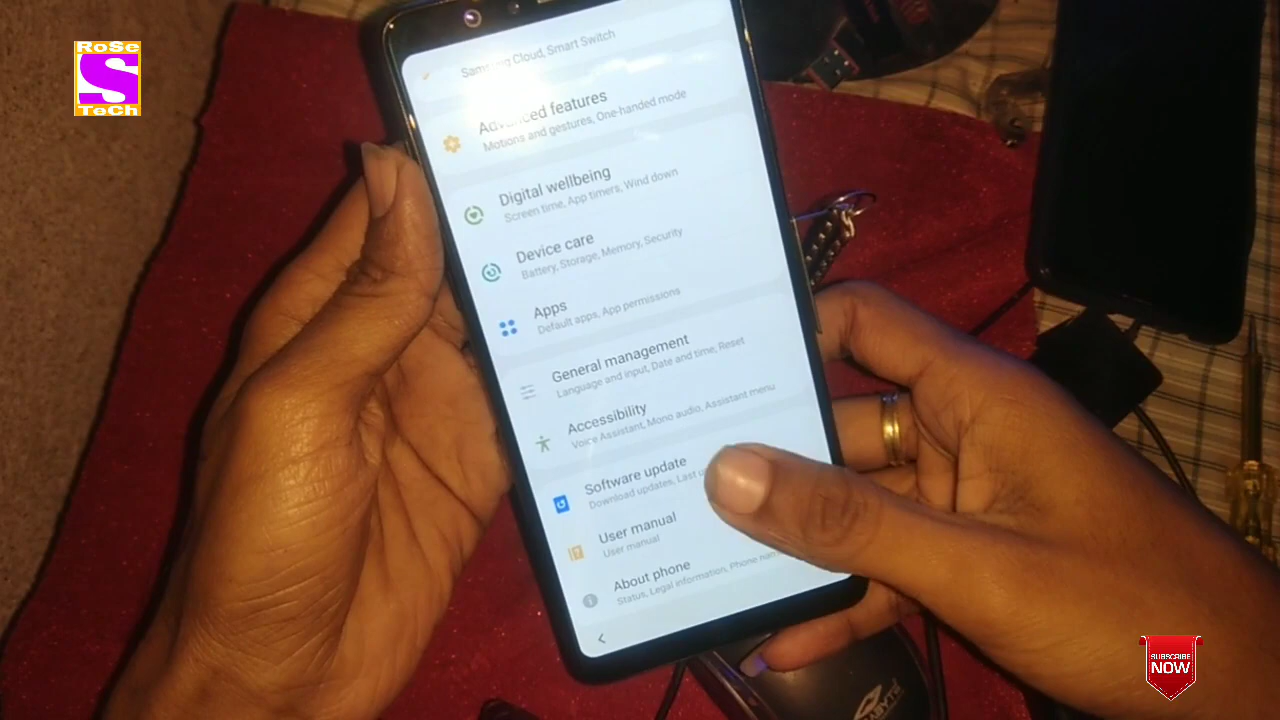 RoSe
S
TeCh
Samsung Cloud, Smart Switch
Advanced features
Motions and gestures, One-handed mode
Digital wellbeing
Screen time, App timers, Wind down
Device care
Battery, Storage, Memory, Security
Apps
Default apps, App permissions
General management
Language and input, Date and time, Reset
Accessibility
Voice Assistant, Mono audio, Assistant menu
Software update
Download updates, Last
User manual
User manual
About phone
Status, Legal information, Phone
SUBSCRIBE
NOW